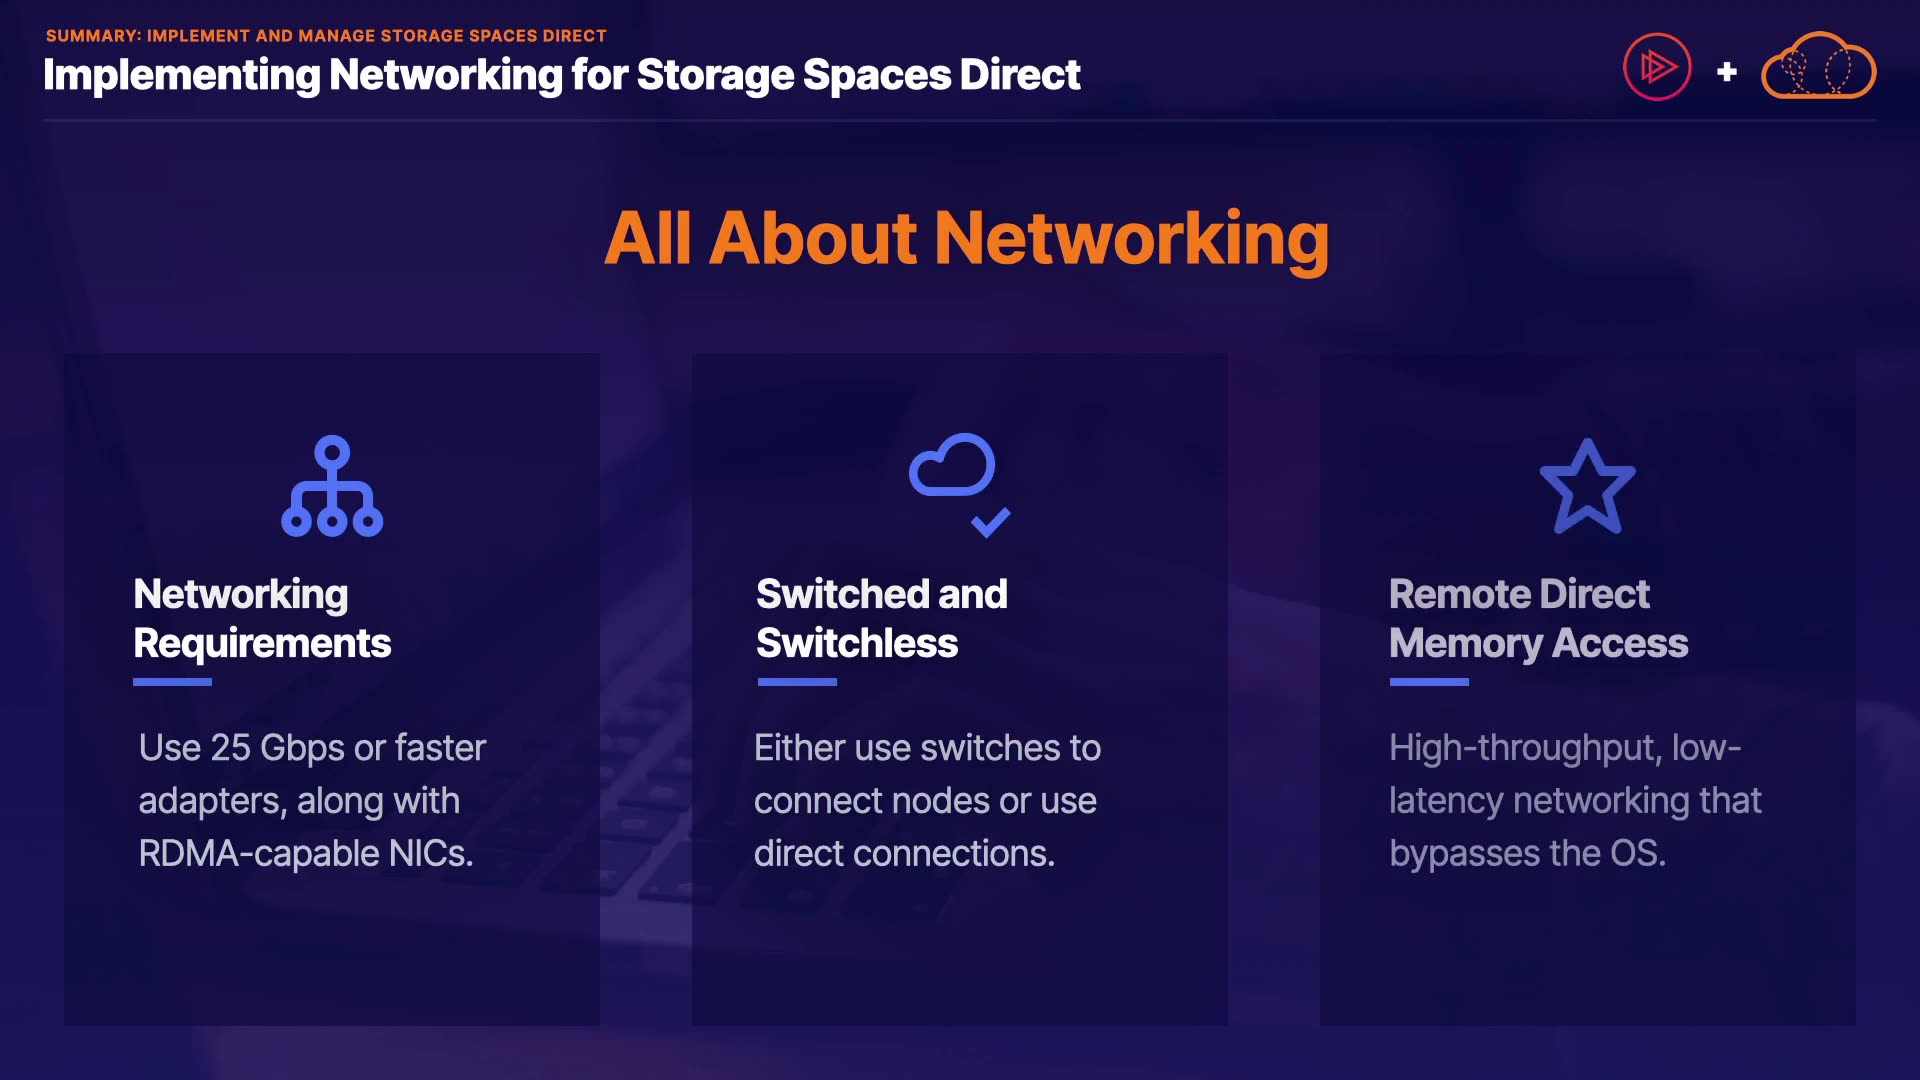 SUMMARY: IMPLEMENT AND MANAGE STORAGE SPACES DIRECT
Implementing Networking for Storage Spaces Direct
All About Networking
Networking
Requirements
Use 25 Gbps or faster
adapters, along with
RDMA-capable NICs.
Switched and
Switchless
Either use switches to
connect nodes or use
direct connections.
Remote Direct
Memory Access
High-throughput, low-
latency networking that
bypasses the OS.